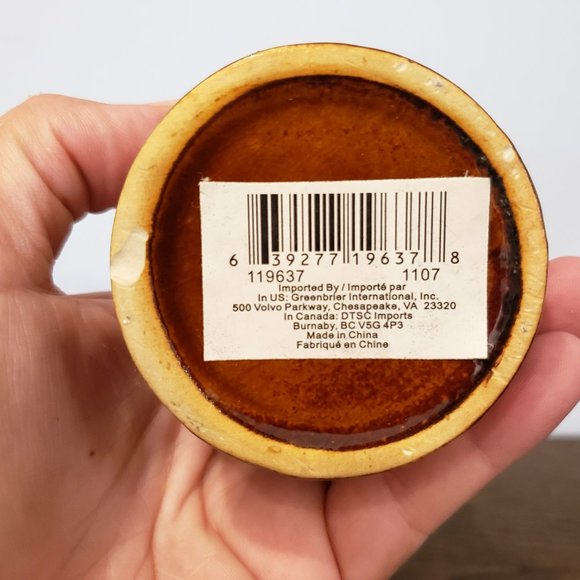 6 39277 19637 8
119637 1107
Imported By / Importé par
In US: Greenbrier International, Inc.
500 Volvo Parkway, Chesapeake, VA 23320
In Canada: DTSC Imports
Burnaby, BC V5G 4P3
Made in China
Fabriqué en Chine